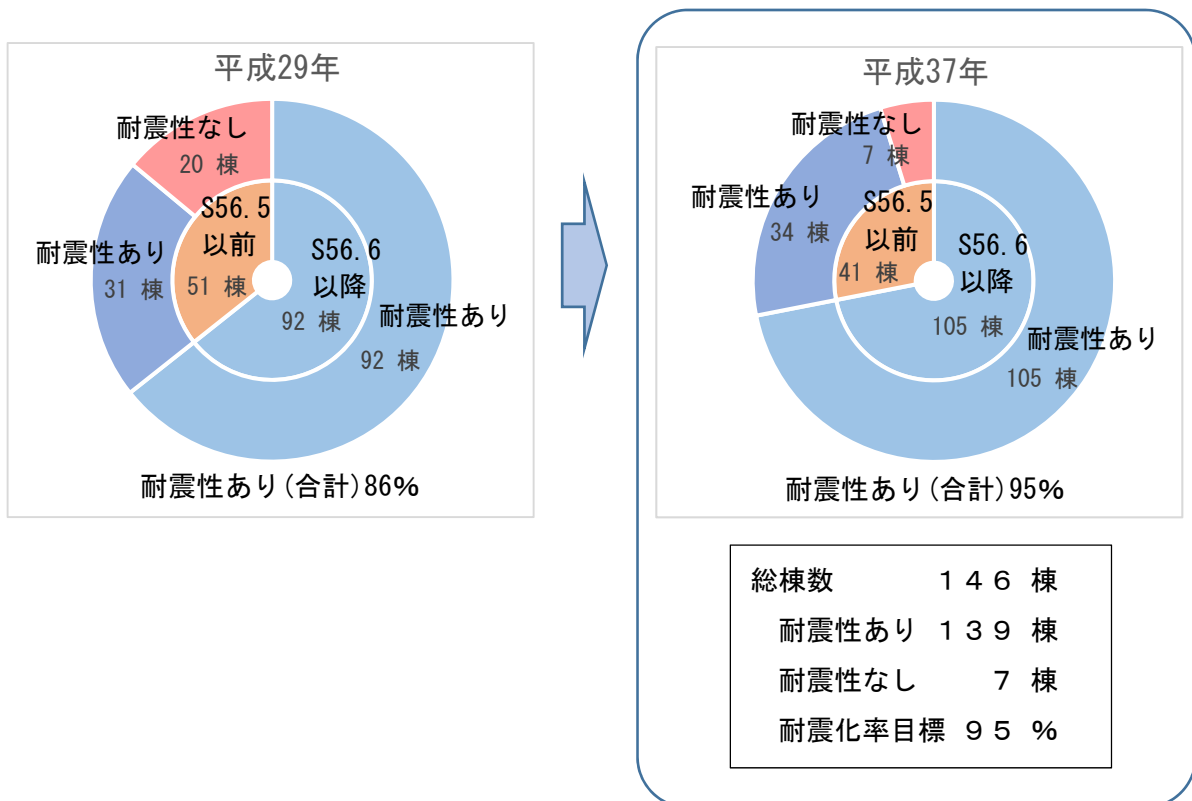 平成29年
耐震性なし
20 棟
S56.5
以前
51 棟
耐震性あり
31 棟
S56.6
以降
92 棟
耐震性あり
92 棟
耐震性あり(合計)86%
平成37年
耐震性なし
7 棟
耐震性あり
34 棟
S56.5
以前
41 棟
S56.6
以降
105 棟
耐震性あり
105 棟
耐震性あり(合計)95%
総棟数 146 棟
耐震性あり 139 棟
耐震性なし 7 棟
耐震化率目標 95 %